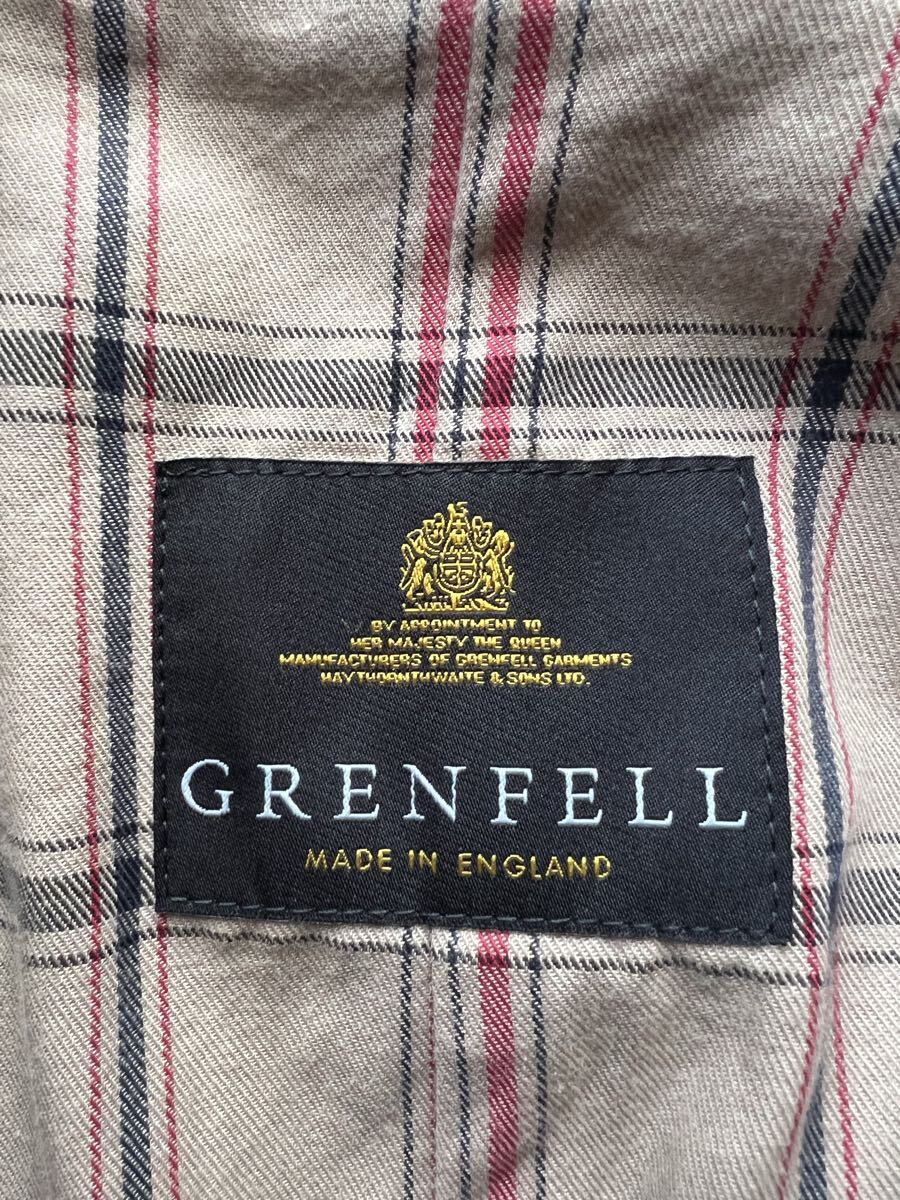 BY APPOINTMENT TO
HER MAJESTY THE QUEEN
MANUFACTURERS OF GRENFELL GARMENTS
HAYTHORNTHWAITE & SONS LTD.
GRENFELL
MADE IN ENGLAND